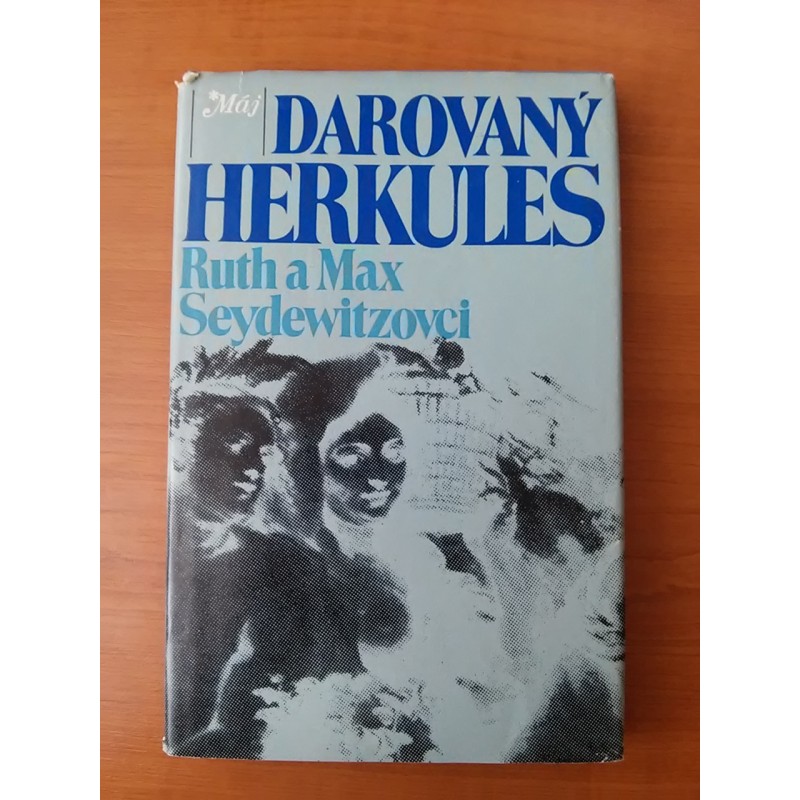 *Máj
DAROVANÝ
HERKULES
Ruth a Max
Seydewitzovci